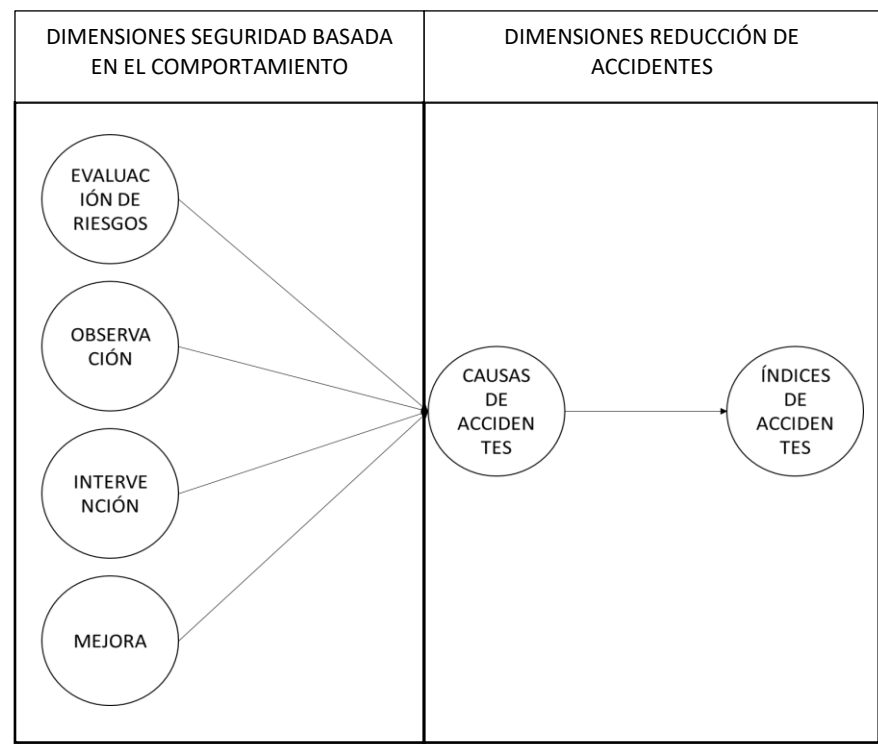 DIMENSIONES SEGURIDAD BASADA
EN EL COMPORTAMIENTO
DIMENSIONES REDUCCIÓN DE
ACCIDENTES
EVALUAC
IÓN DE
RIESGOS
OBSERVA
CIÓN
INTERVE
NCIÓN
MEJORA
CAUSAS
DE
ACCIDEN
TES
ÍNDICES
DE
ACCIDEN
TES